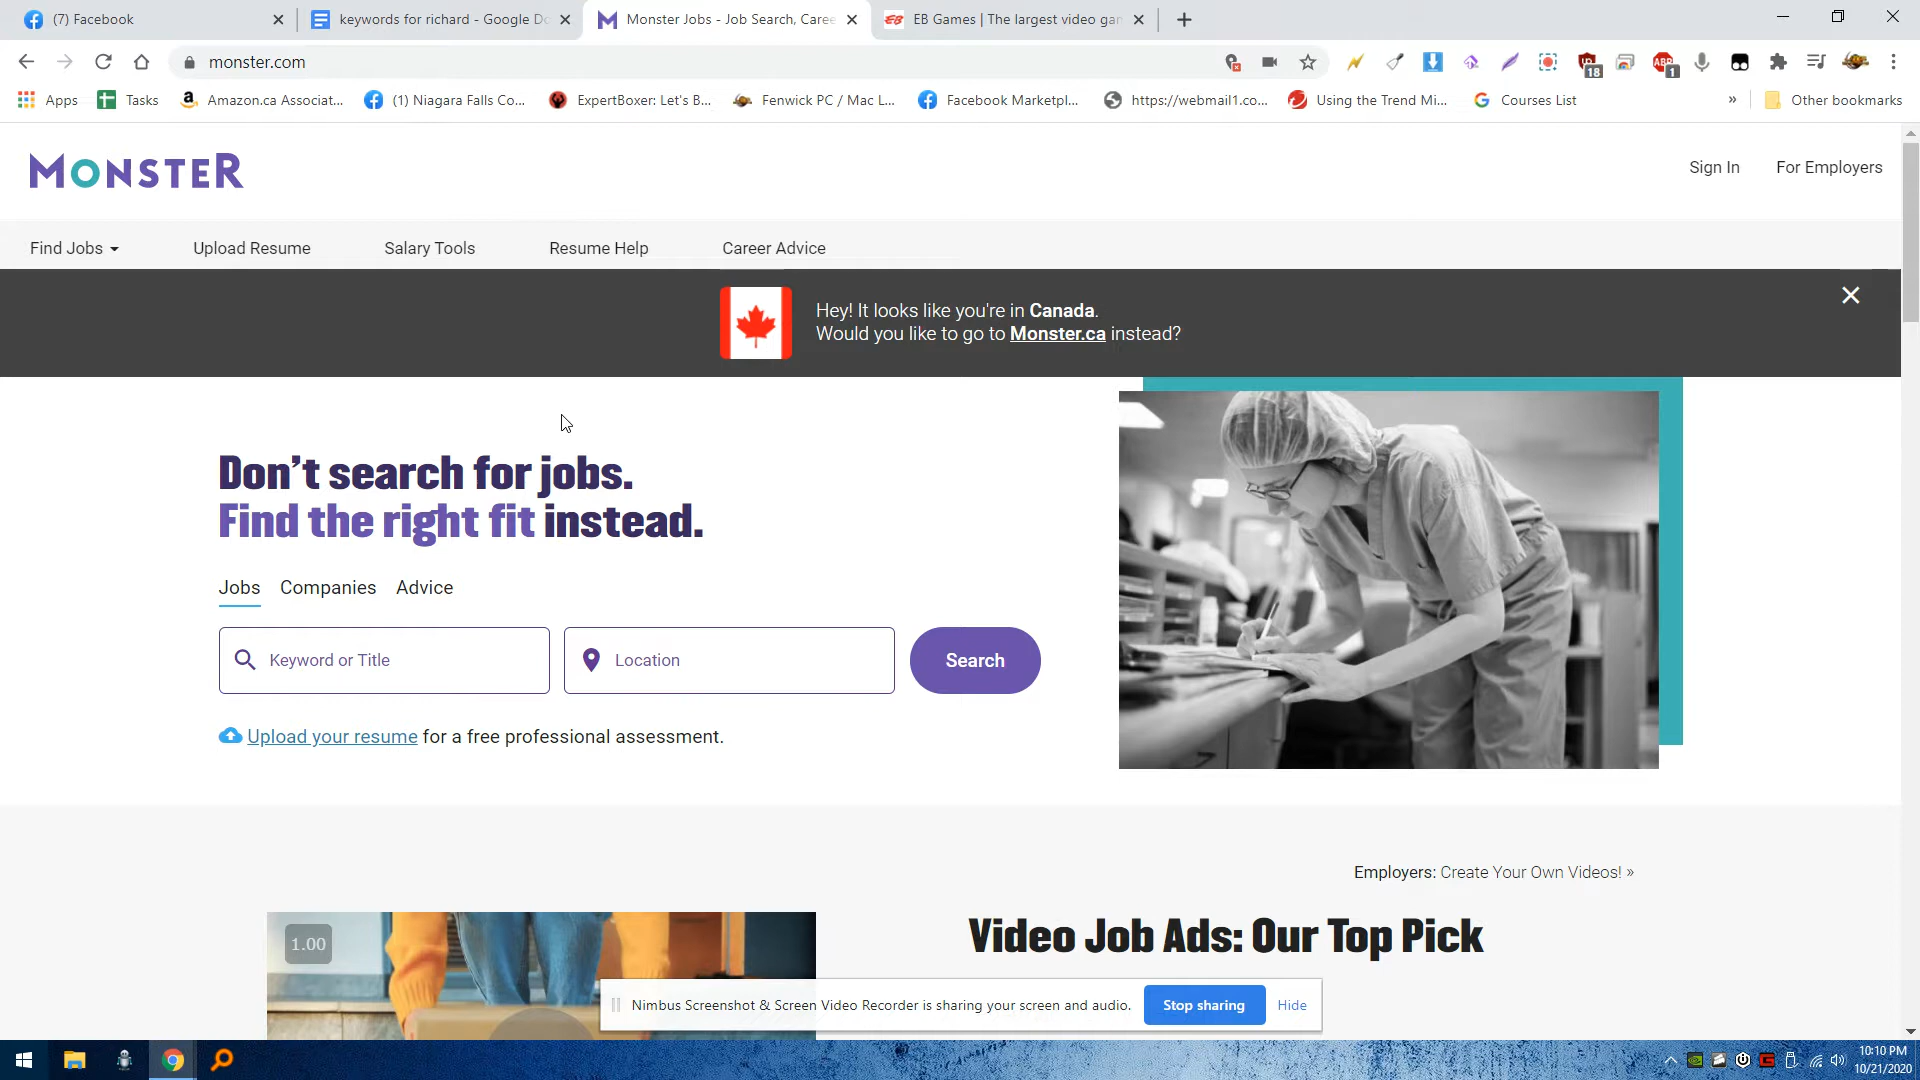 (7) Facebook
keywords for richard - Google Do
Monster Jobs - Job Search, Caree
EB EB Games | The largest video gam
monster.com
18
ABP 1
Apps
Tasks
Amazon.ca Associat...
(1) Niagara Falls Co...
ExpertBoxer: Let's B...
Fenwick PC / Mac L...
Facebook Marketpl...
https://webmail1.co...
Using the Trend Mi...
Courses List
»
Other bookmarks
MONSTER
Sign In
For Employers
Find Jobs
Upload Resume
Salary Tools
Resume Help
Career Advice
Hey! It looks like you're in Canada.
Would you like to go to Monster.ca instead?
Don't search for jobs.
Find the right fit instead.
Jobs
Companies
Advice
Keyword or Title
Location
Search
Upload your resume for a free professional assessment.
Employers: Create Your Own Videos! »
1.00
Video Job Ads: Our Top Pick
Nimbus Screenshot & Screen Video Recorder is sharing your screen and audio.
Stop sharing
Hide
10:10 PM
10/21/2020